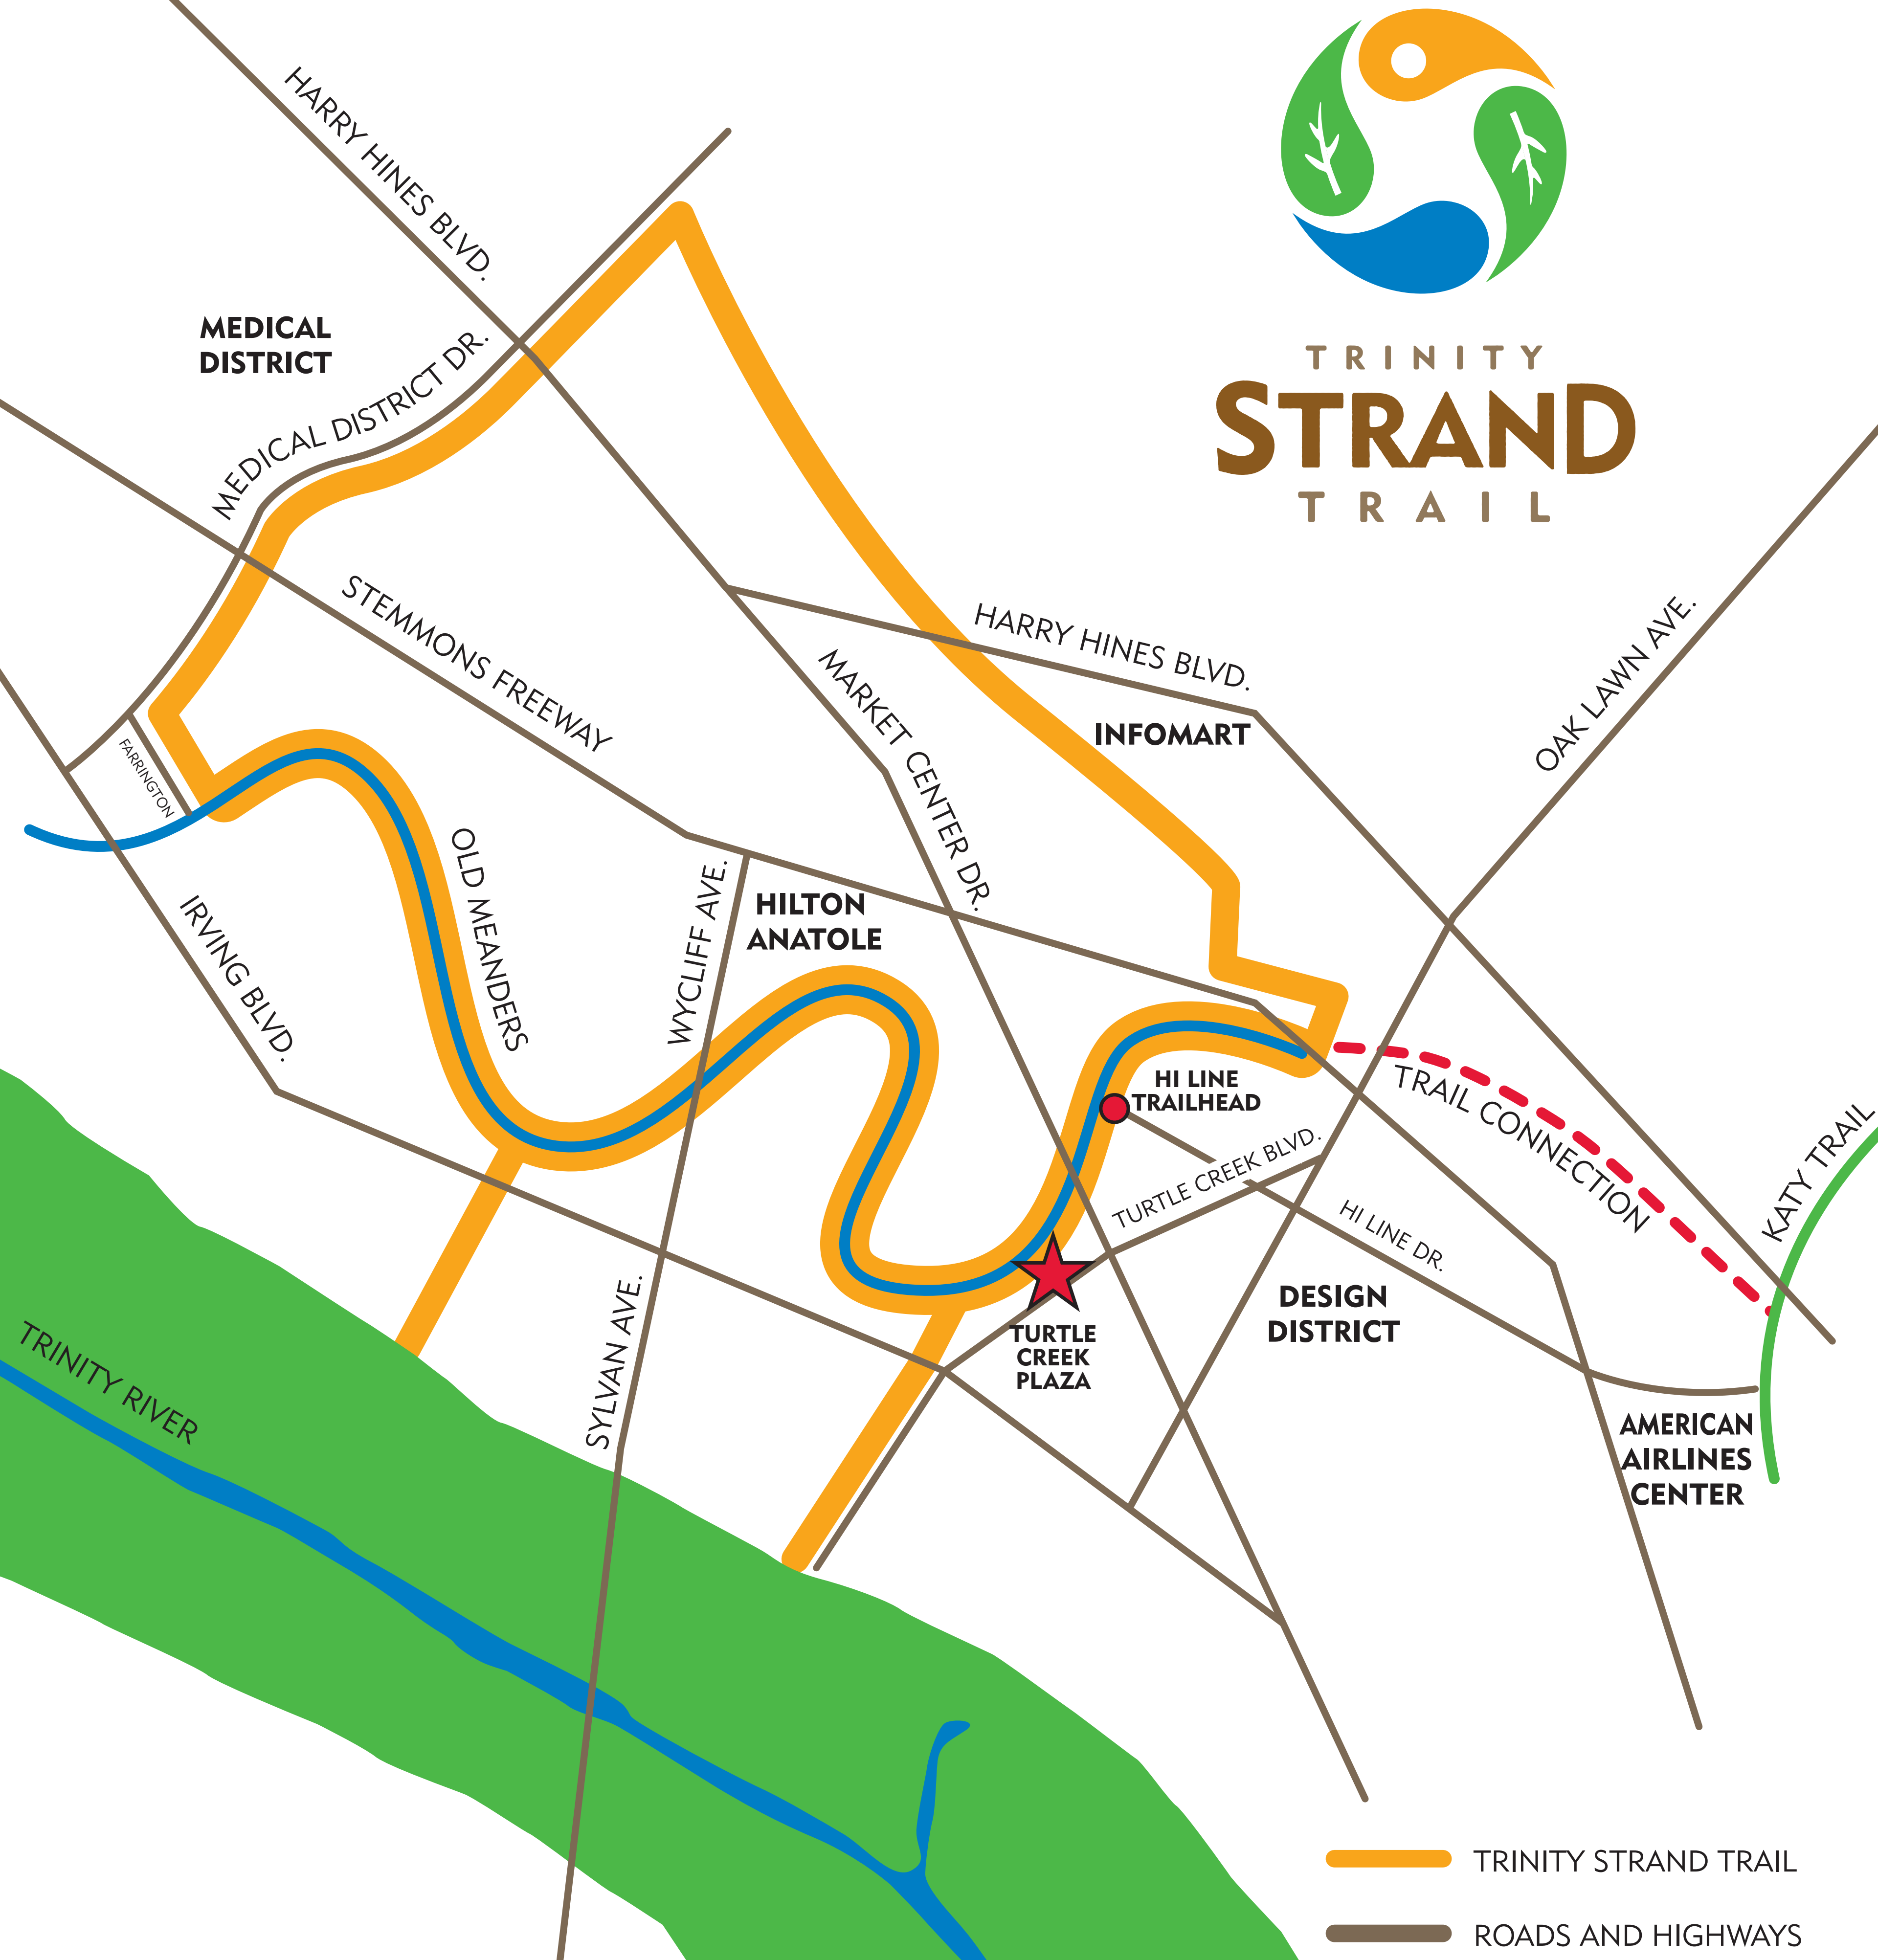 TRINITY
STRAND
TRAIL
HARRY HINES BLVD.
MEDICAL
DISTRICT
MEDICAL DISTRICT DR.
STEMMONS FREEWAY
HARRY HINES BLVD.
OAK LAWN AVE.
MARKET CENTER DR.
INFOMART
FARRINGTON
OLD MEANDERS
IRVING BLVD.
WYCLIFF AVE.
HILTON
ANATOLE
HI LINE
TRAILHEAD
TRAIL CONNECTION
KATY TRAIL
TURTLE CREEK BLVD.
HI LINE DR.
DESIGN
DISTRICT
TURTLE
CREEK
PLAZA
SYLVAN AVE.
TRINITY RIVER
AMERICAN
AIRLINES
CENTER
TRINITY STRAND TRAIL
ROADS AND HIGHWAYS